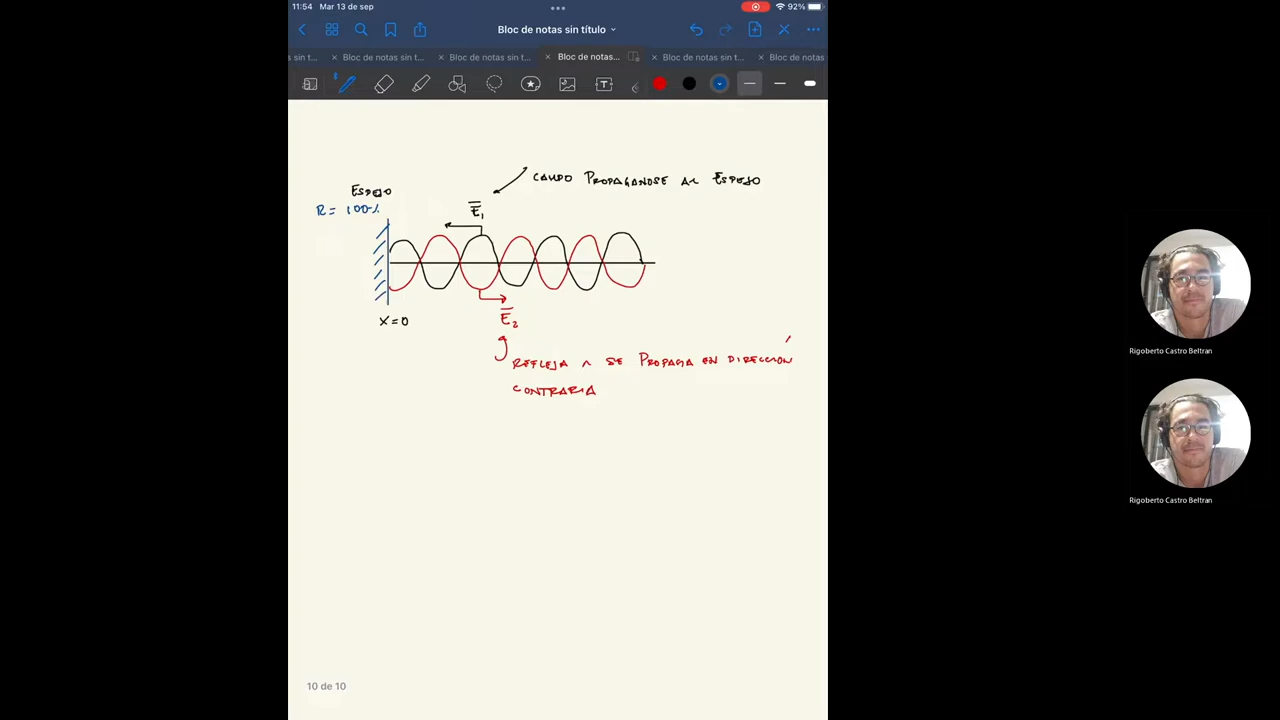 11:54 Mar 13 de sep
92%
Bloc de notas sin título
sin t...
Bloc de notas sin t...
Bloc de notas sin t...
Bloc de notas...
Bloc de notas sin t...
Bloc de notas
CAMPO PROPAGANDSE AL ESPEJO
ESPEJO
R = 100%
E1
X=0
E2
REFLEJA ^ SE PROPAGA EN DIRECCIÓN
CONTRARIA
Rigoberto Castro Beltran
Rigoberto Castro Beltran
10 de 10